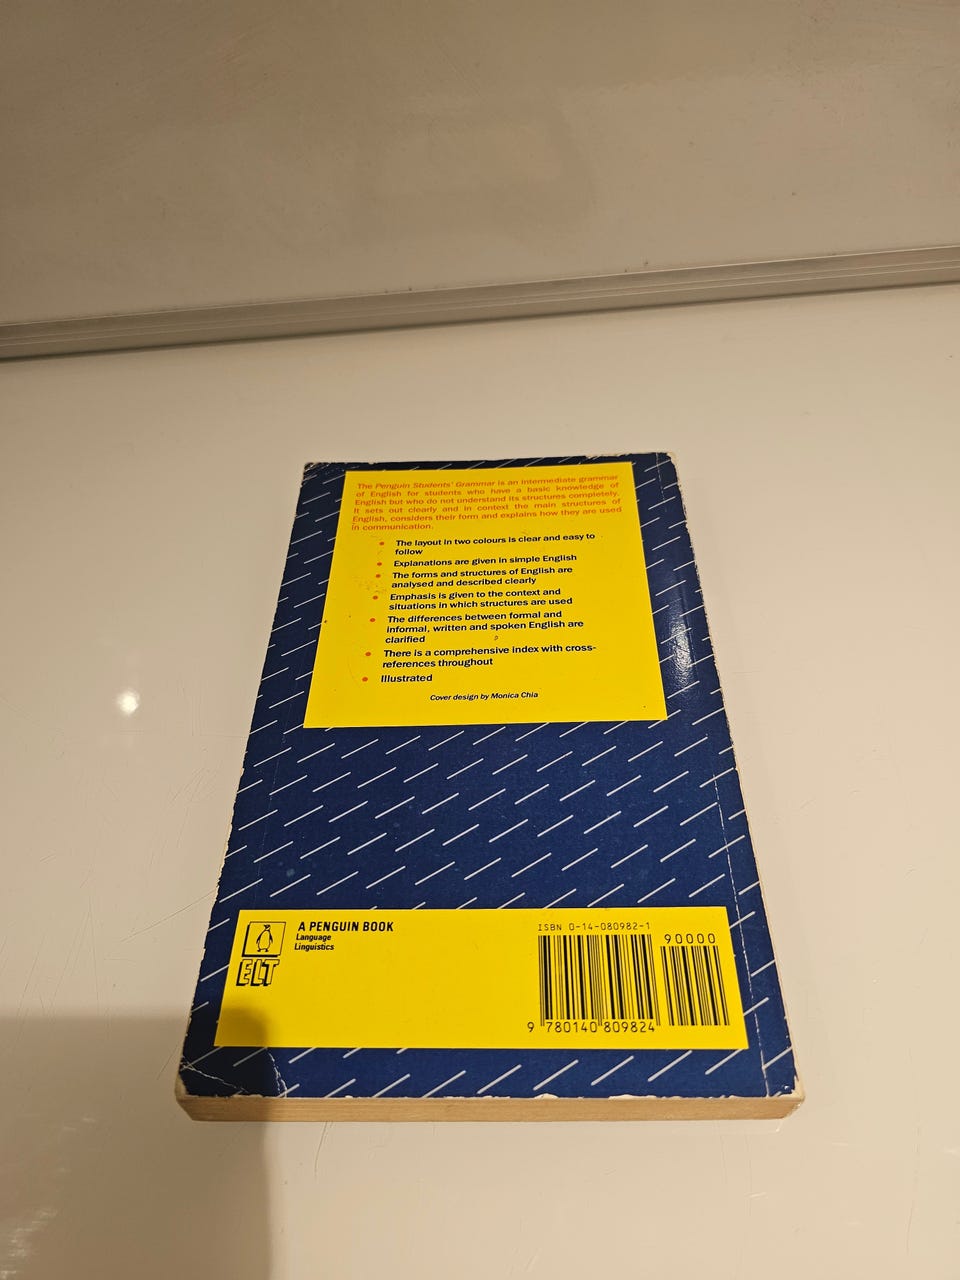 The Penguin Students' Grammar is an intermediate grammar
of English for students who have a basic knowledge of
English but who do not understand its structures completely.
It sets out clearly and in context the main structures of
English, considers their form and explains how they are used
in communication.
• The layout in two colours is clear and easy to
follow
• Explanations are given in simple English
• The forms and structures of English are
analysed and described clearly
• Emphasis is given to the context and
situations in which structures are used
• The differences between formal and
informal, written and spoken English are
clarified
• There is a comprehensive index with cross-
references throughout
• Illustrated
Cover design by Monica Chia
A PENGUIN BOOK
Language
Linguistics
ELT
ISBN 0-14-080982-1
90000
9 780140 809824